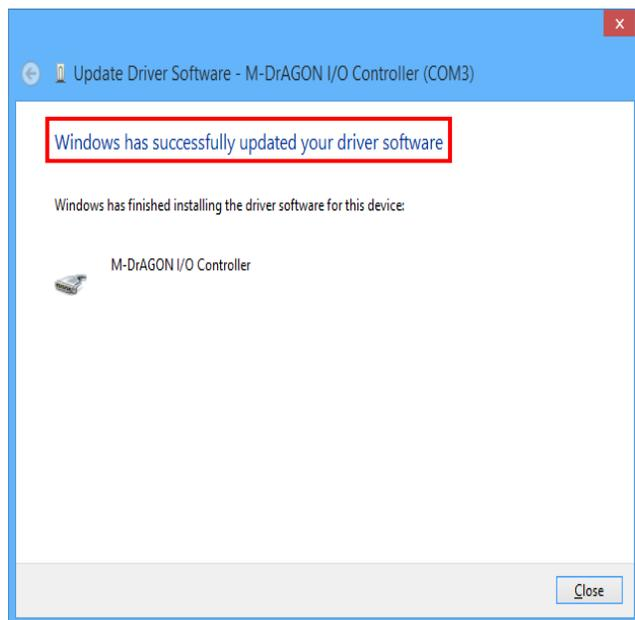 Update Driver Software - M-DrAGON I/O Controller (COM3)
Windows has successfully updated your driver software
Windows has finished installing the driver software for this device:
M-DrAGON I/O Controller
Close